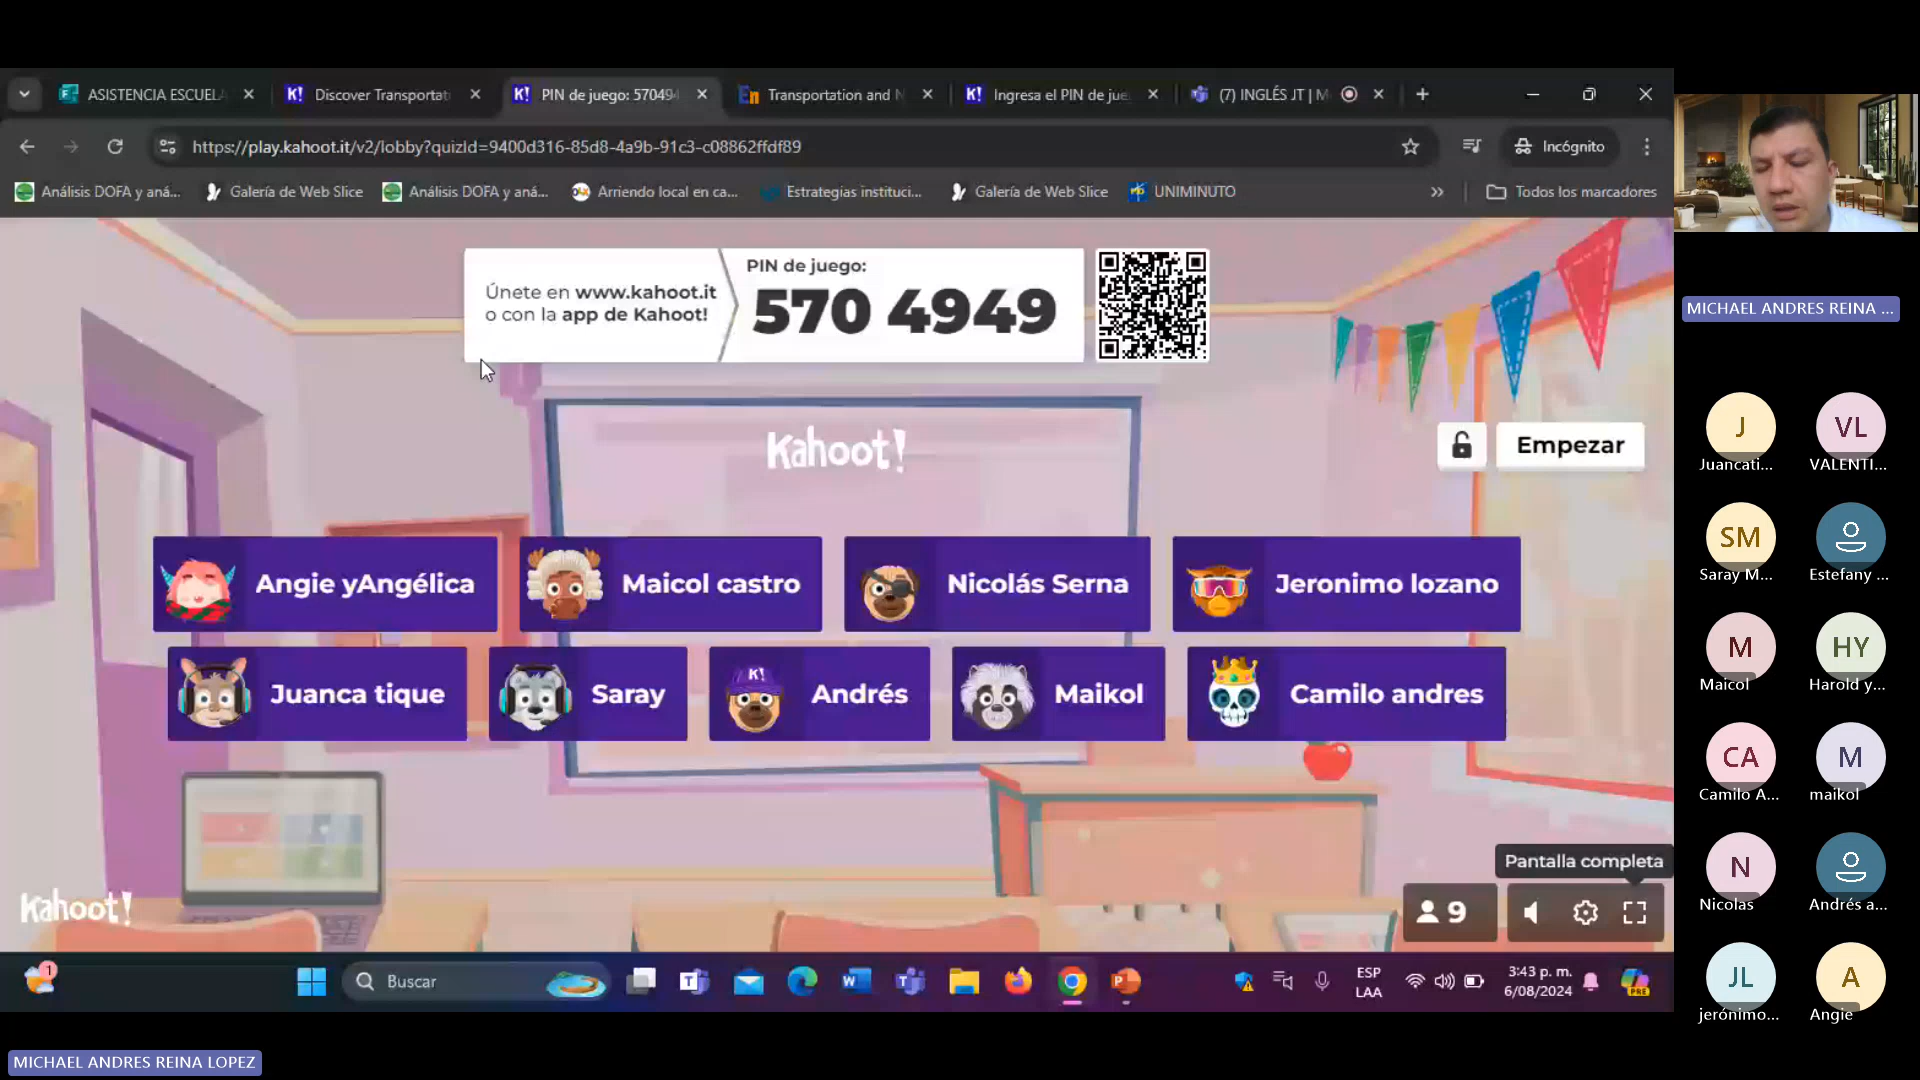 ASISTENCIA ESCUELA
Discover Transportati
PIN de juego: 57049
Transportation and N
Ingresa el PIN de jue
(7) INGLÉS JT | M
https://play.kahoot.it/v2/lobby?quizId=9400d316-85d8-4a9b-91c3-c08862ffdf89
Incógnito
Análisis DOFA y aná...
Galería de Web Slice
Análisis DOFA y aná...
Arriendo local en ca...
Estrategias instituci...
Galería de Web Slice
UNIMINUTO
Todos los marcadores
Únete en www.kahoot.it
o con la app de Kahoot!
PIN de juego:
570 4949
Kahoot!
Empezar
Angie yAngélica
Maicol castro
Nicolás Serna
Jeronimo lozano
Juanca tique
Saray
Andrés
Maikol
Camilo andres
Pantalla completa
Kahoot!
9
1
Buscar
ESP
LAA
3:43 p. m.
6/08/2024
PRE
MICHAEL ANDRES REINA ...
J
Juancati...
VL
VALENTI...
SM
Saray M...
Estefany ...
M
Maicol
HY
Harold y...
CA
Camilo A...
M
maikol
N
Nicolas
Andrés a...
JL
jerónimo...
A
Angie
MICHAEL ANDRES REINA LOPEZ